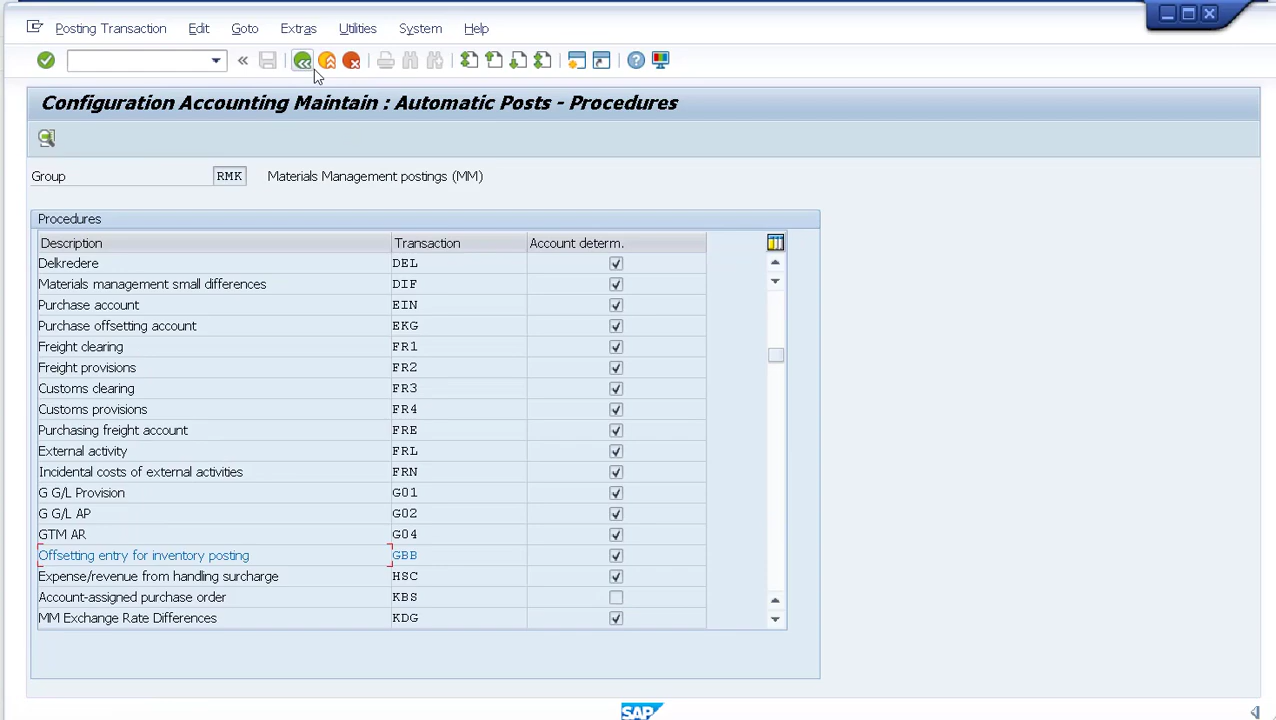 Posting Transaction Edit Goto Extras Utilities System Help
Configuration Accounting Maintain : Automatic Posts - Procedures
Group RMK Materials Management postings (MM)
Procedures
Description Transaction Account determ.
Delkredere DEL
Materials management small differences DIF
Purchase account EIN
Purchase offsetting account EKG
Freight clearing FR1
Freight provisions FR2
Customs clearing FR3
Customs provisions FR4
Purchasing freight account FRE
External activity FRL
Incidental costs of external activities FRN
G G/L Provision G01
G G/L AP G02
GTM AR G04
Offsetting entry for inventory posting GBB
Expense/revenue from handling surcharge HSC
Account-assigned purchase order KBS
MM Exchange Rate Differences KDG
SAP